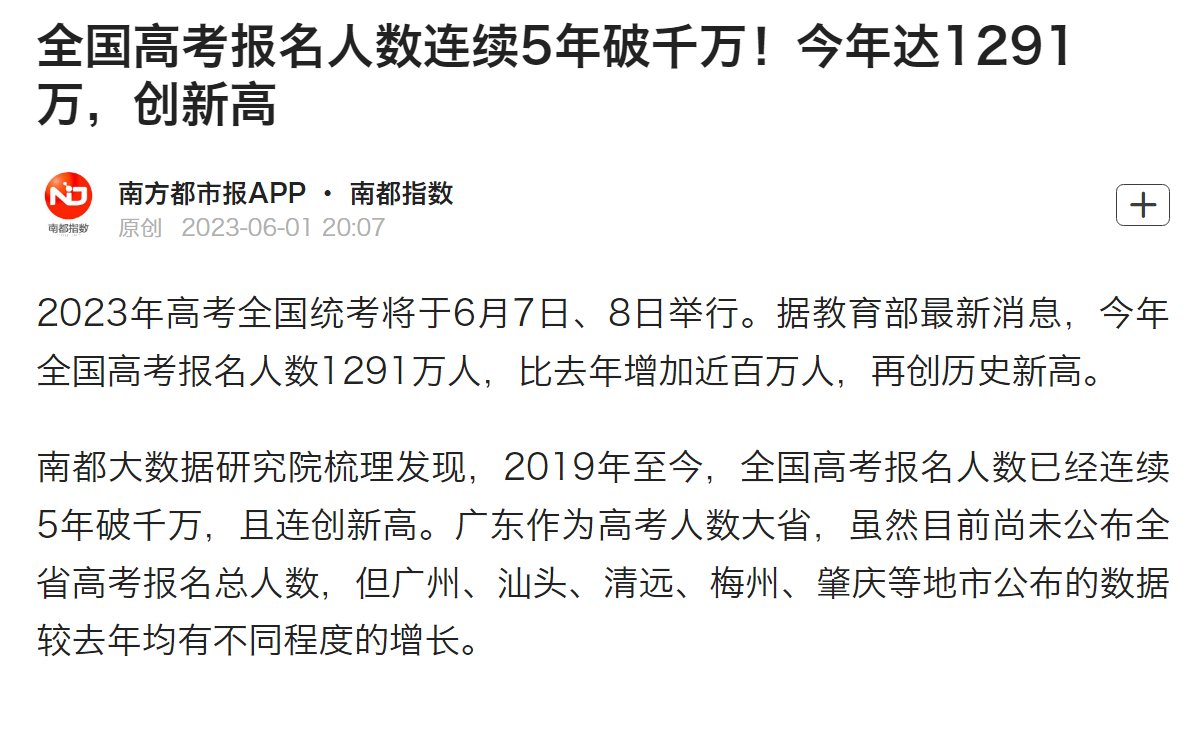 全国高考报名人数连续5年破千万！今年达1291
万，创新高
南方都市报APP · 南都指数
南都指数
原创 2023-06-01 20:07
2023年高考全国统考将于6月7日、8日举行。据教育部最新消息，今年
全国高考报名人数1291万人，比去年增加近百万人，再创历史新高。
南都大数据研究院梳理发现，2019年至今，全国高考报名人数已经连续
5年破千万，且连创新高。广东作为高考人数大省，虽然目前尚未公布全
省高考报名总人数，但广州、汕头、清远、梅州、肇庆等地市公布的数据
较去年均有不同程度的增长。